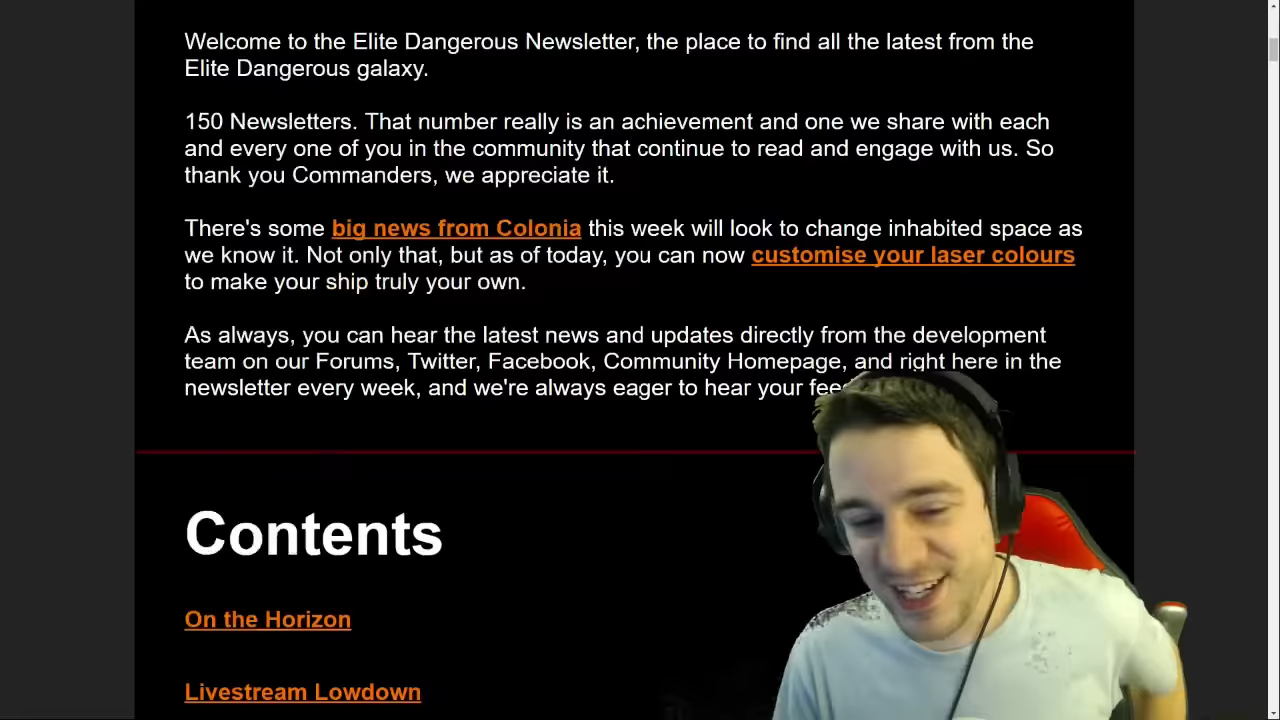 Welcome to the Elite Dangerous Newsletter, the place to find all the latest from the
Elite Dangerous galaxy.
150 Newsletters. That number really is an achievement and one we share with each
and every one of you in the community that continue to read and engage with us. So
thank you Commanders, we appreciate it.
There's some big news from Colonia this week will look to change inhabited space as
we know it. Not only that, but as of today, you can now customise your laser colours
to make your ship truly your own.
As always, you can hear the latest news and updates directly from the development
team on our Forums, Twitter, Facebook, Community Homepage, and right here in the
newsletter every week, and we're always eager to hear your
Contents
On the Horizon
Livestream Lowdown